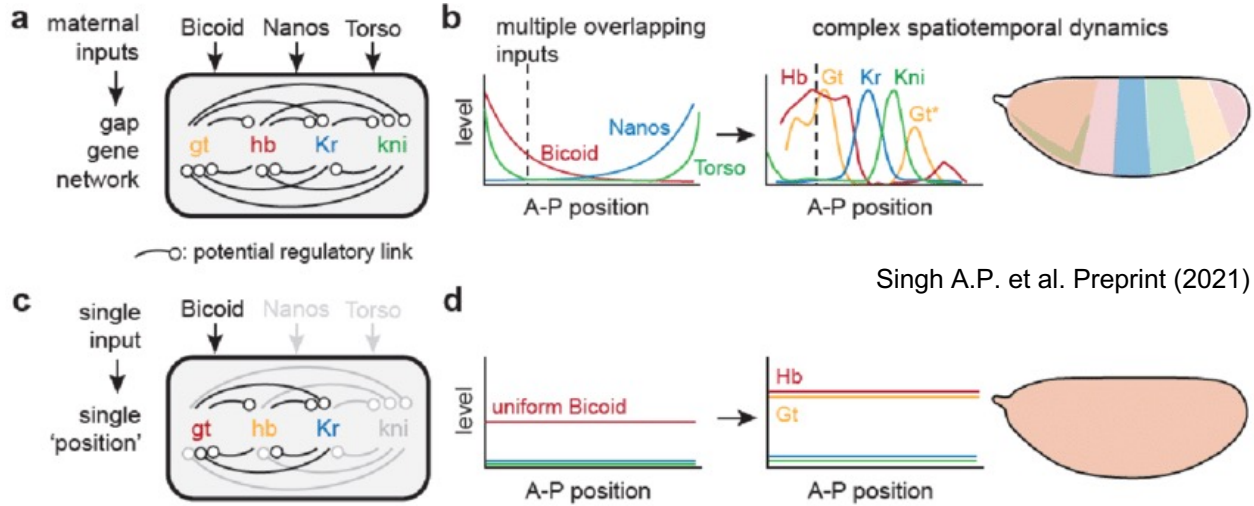 a
maternal
inputs
gap
gene
network
Bicoid Nanos Torso
gt hb Kr kni
: potential regulatory link
b
multiple overlapping
inputs
level
Bicoid
Nanos
Torso
A-P position
complex spatiotemporal dynamics
Hb Gt Kr Kni
Gt*
A-P position
Singh A.P. et al. Preprint (2021)
c
single
input
single
'position'
Bicoid Nanos Torso
gt hb Kr kni
d
level
uniform Bicoid
A-P position
Hb
Gt
A-P position